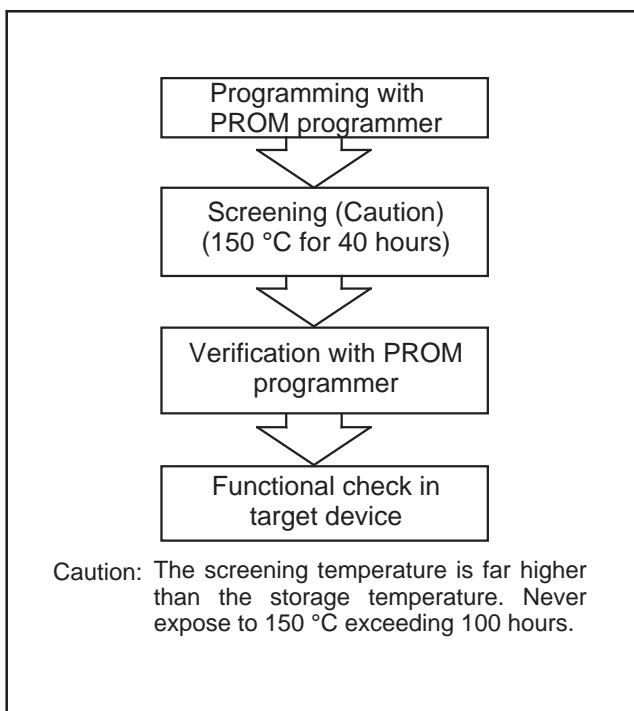 Programming with
PROM programmer
Screening (Caution)
(150 °C for 40 hours)
Verification with PROM
programmer
Functional check in
target device
Caution: The screening temperature is far higher
than the storage temperature. Never
expose to 150 °C exceeding 100 hours.